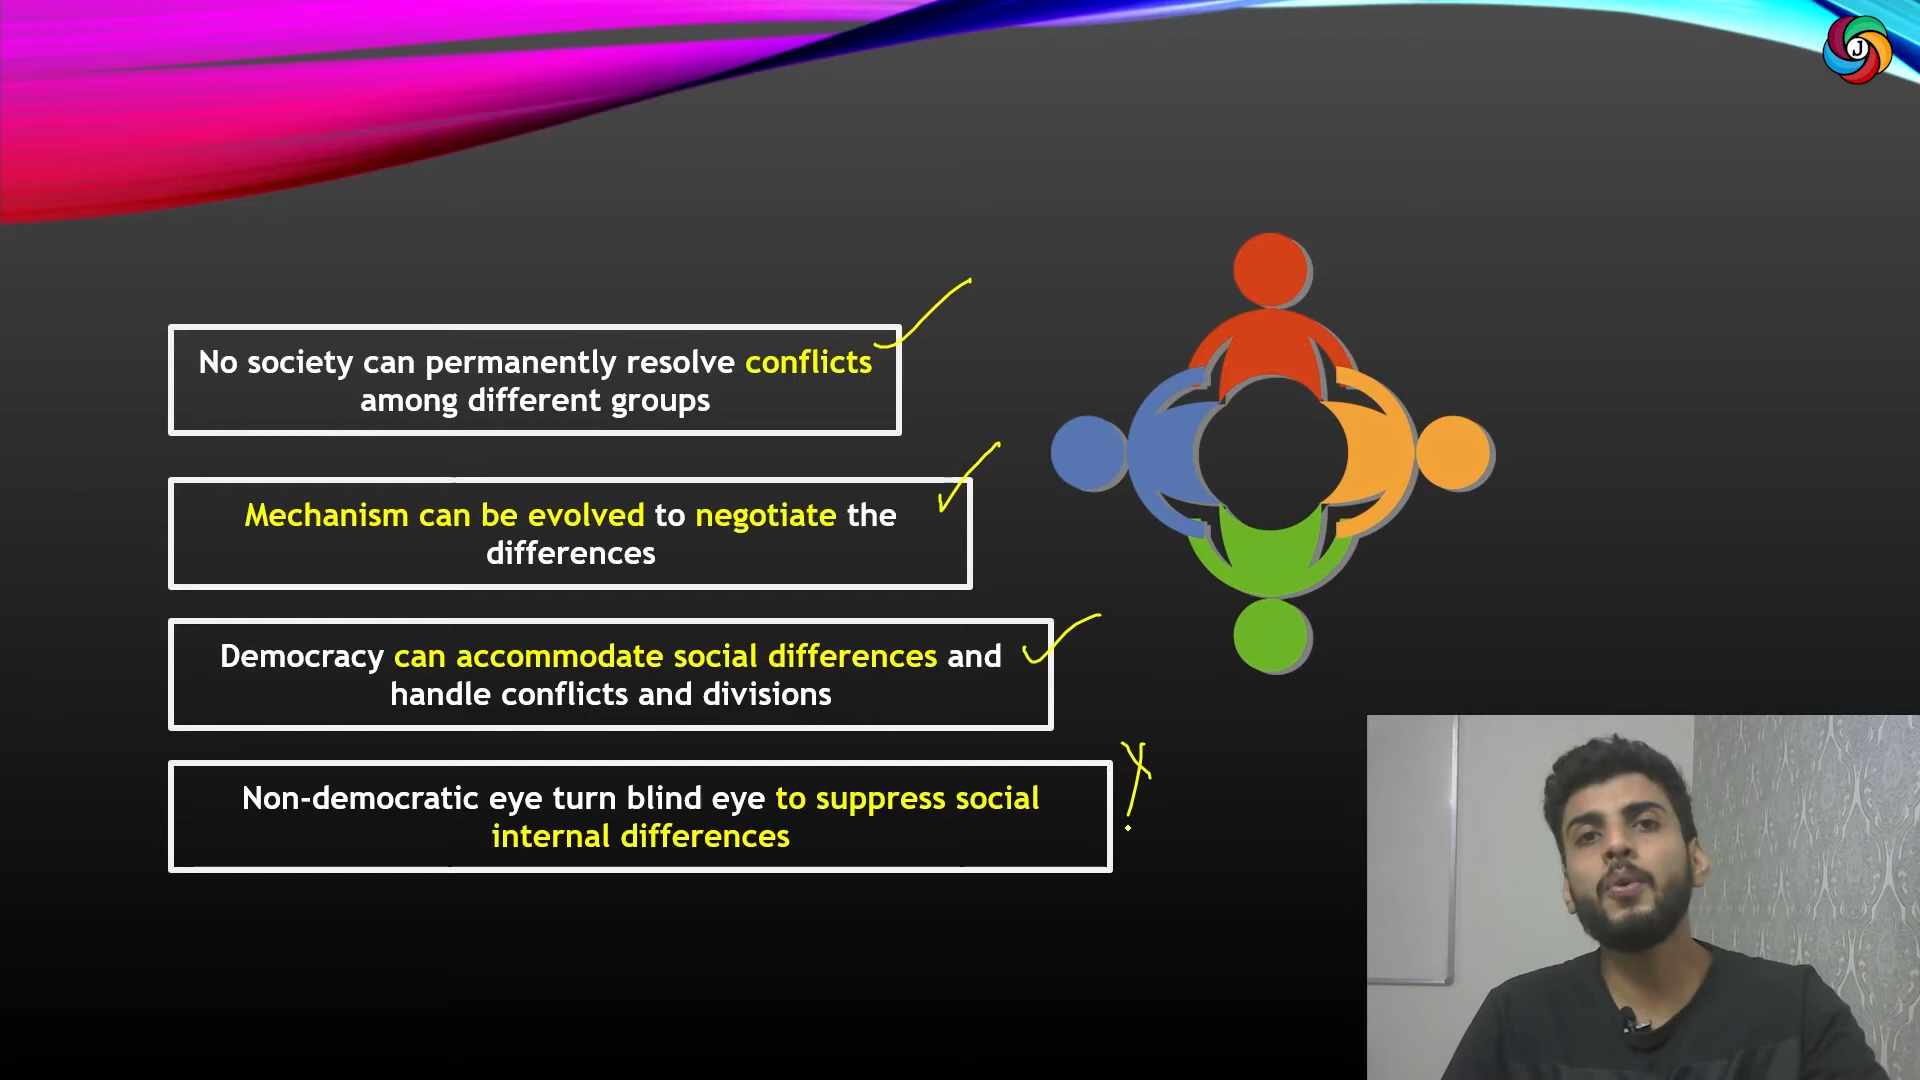 J
No society can permanently resolve conflicts
among different groups
Mechanism can be evolved to negotiate the
differences
Democracy can accommodate social differences and
handle conflicts and divisions
Non-democratic eye turn blind eye to suppress social
internal differences